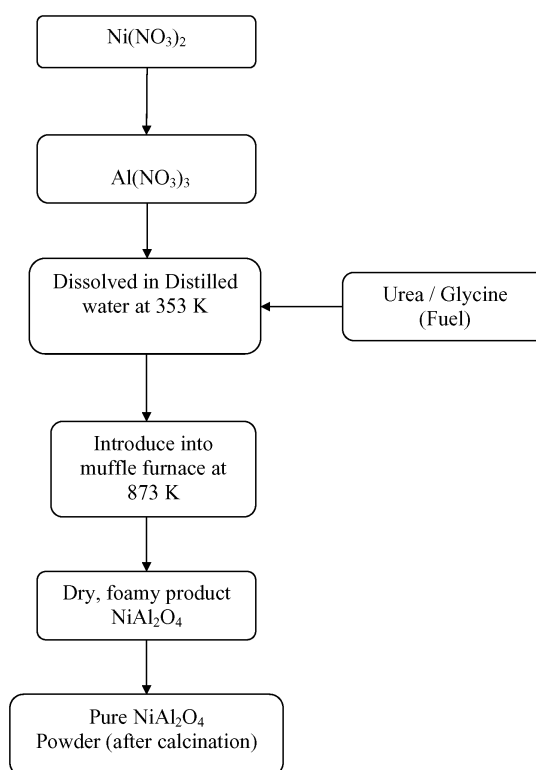 Ni(NO₃)₂
Al(NO₃)₃
Dissolved in Distilled
water at 353 K
Urea / Glycine
(Fuel)
Introduce into
muffle furnace at
873 K
Dry, foamy product
NiAl₂O₄
Pure NiAl₂O₄
Powder (after calcination)